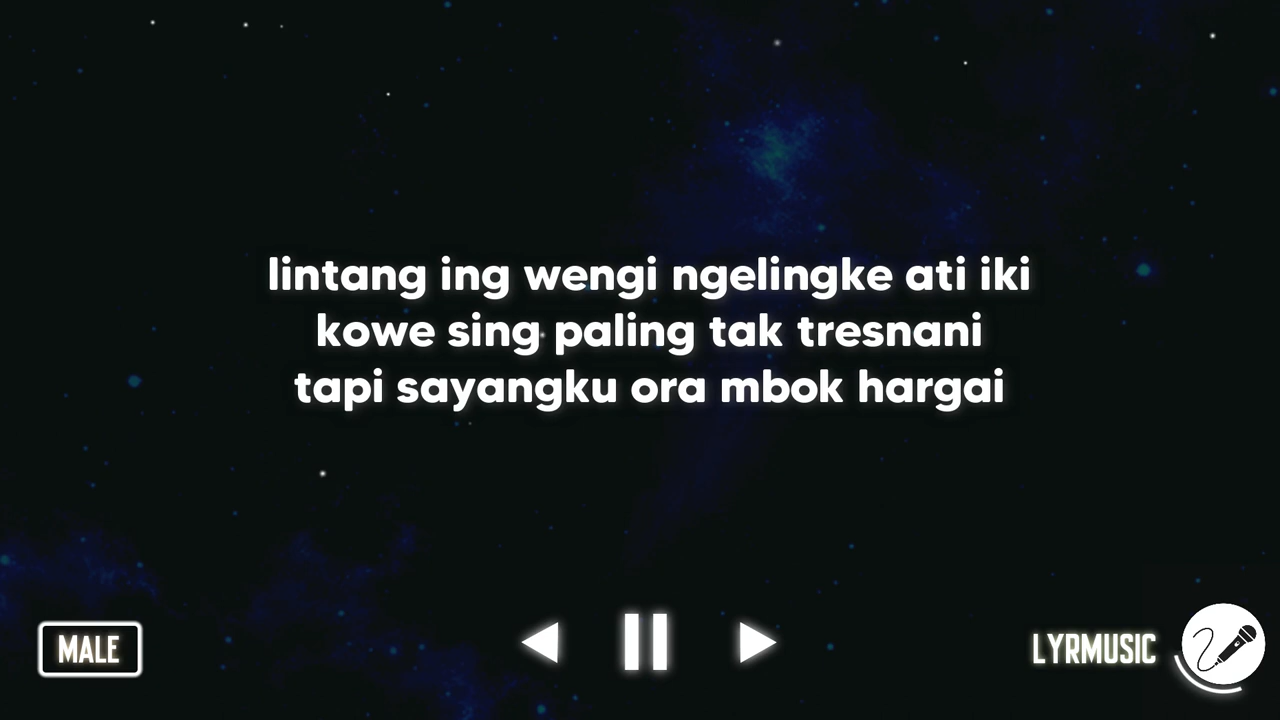 lintang ing wengi ngelingke ati iki
kowe sing paling tak tresnani
tapi sayangku ora mbok hargai
MALE
LYRMUSIC